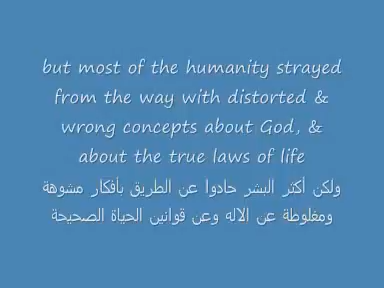 but most of the humanity strayed
from the way with distorted &
wrong concepts about God, &
about the true laws of life
ولكن أكثر البشر حادوا عن الطريق بأفكار مشوهة
ومغلوطة عن الاله وعن قوانين الحياة الصحيحة